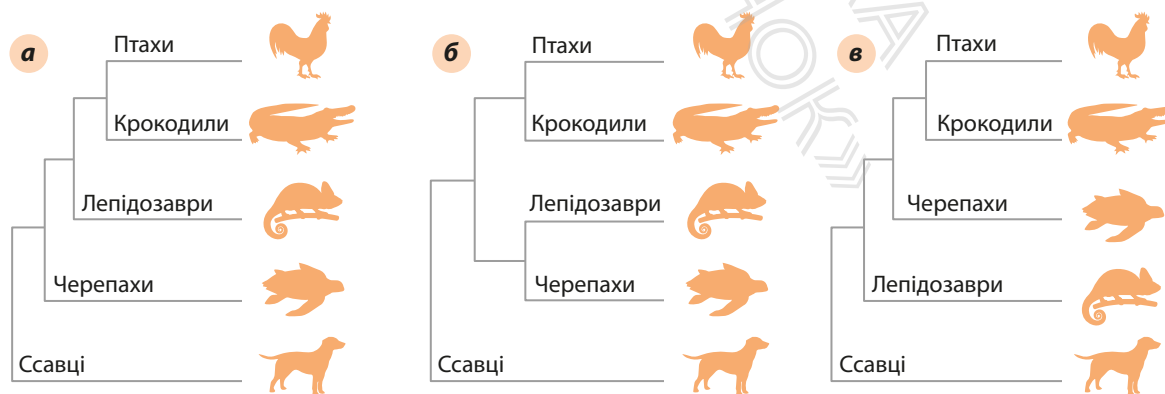 а
Птахи
Крокодили
Лепідозаври
Черепахи
Ссавці
б
Птахи
Крокодили
Лепідозаври
Черепахи
Ссавці
в
Птахи
Крокодили
Черепахи
Лепідозаври
Ссавці